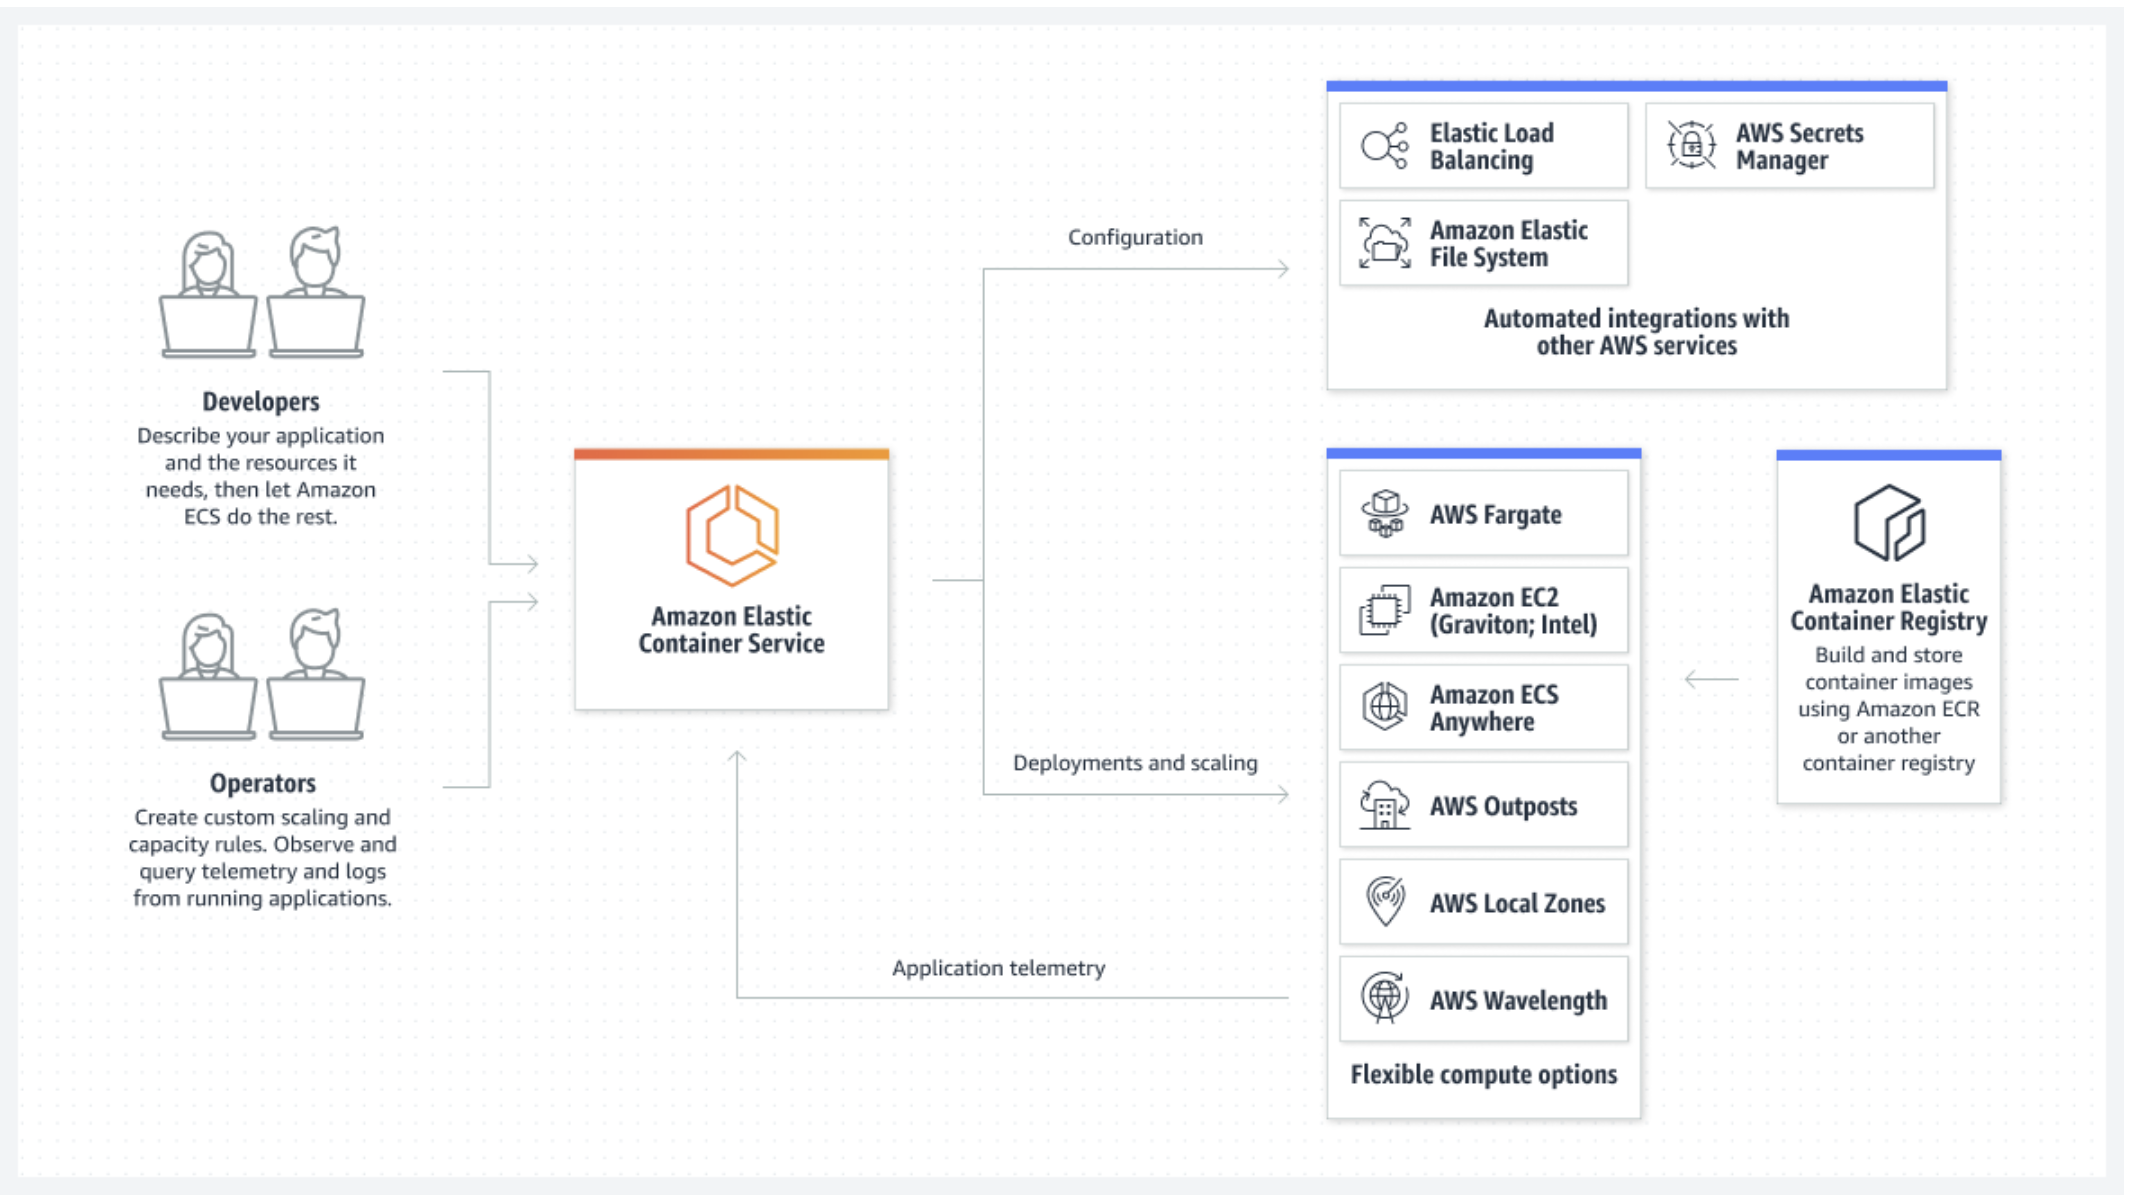 Developers
Describe your application
and the resources it
needs, then let Amazon
ECS do the rest.
Operators
Create custom scaling and
capacity rules. Observe and
query telemetry and logs
from running applications.
Amazon Elastic
Container Service
Configuration
Deployments and scaling
Application telemetry
Elastic Load
Balancing
AWS Secrets
Manager
Amazon Elastic
File System
Automated integrations with
other AWS services
AWS Fargate
Amazon EC2
(Graviton; Intel)
Amazon ECS
Anywhere
AWS Outposts
AWS Local Zones
AWS Wavelength
Flexible compute options
Amazon Elastic
Container Registry
Build and store
container images
using Amazon ECR
or another
container registry